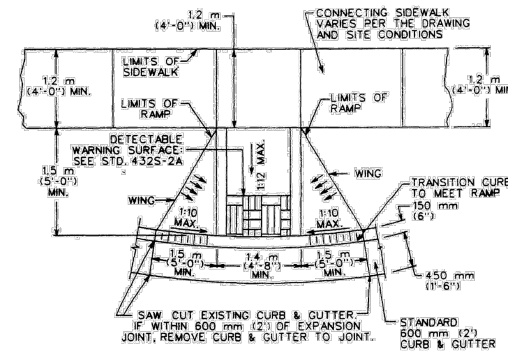 1.2 m
(4'-0") MIN.
CONNECTING SIDEWALK
VARIES PER THE DRAWING
AND SITE CONDITIONS
LIMITS OF
SIDEWALK
1.2 m
(4'-0") MIN.
1.2 m
(4'-0") MIN
LIMITS OF
RAMP
LIMITS OF
RAMP
DETECTABLE
WARNING SURFACE:
SEE STD. 432S-2A
1:12
MAX.
1.5 m
(5'-0")
MIN.
WING
WING
TRANSITION CURB
TO MEET RAMP
1:10
MAX.
1:10
MAX.
150 mm
(6")
1.5 m
(5'-0")
MIN.
1.4 m
(4'-8")
MIN.
1.5 m
(5'-0")
MIN.
450 mm
(1'-6")
SAW CUT EXISTING CURB & GUTTER.
IF WITHIN 600 mm (2') OF EXPANSION
JOINT, REMOVE CURB & GUTTER TO JOINT.
STANDARD
600 mm (2')
CURB & GUTTER